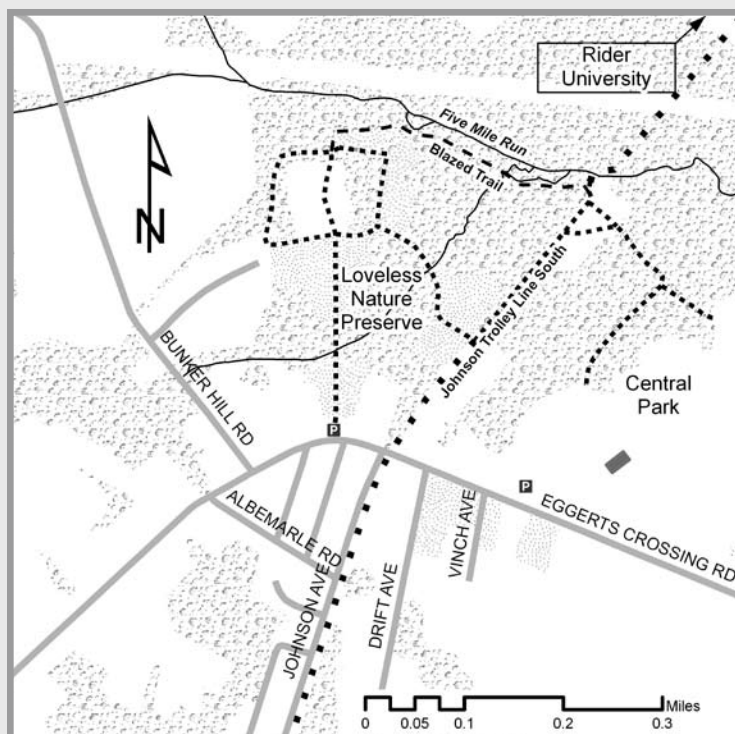 Rider
University
Five Mile Run
Blazed Trail
N
Loveless
Nature
Preserve
Johnson Trolley Line South
BUNKER HILL RD
Central
Park
P
P
ALBEMARLE RD
EGGERTS CROSSING RD
VINCH AVE
DRIFT AVE
JOHNSON AVE
Miles
0 0.05 0.1 0.2 0.3